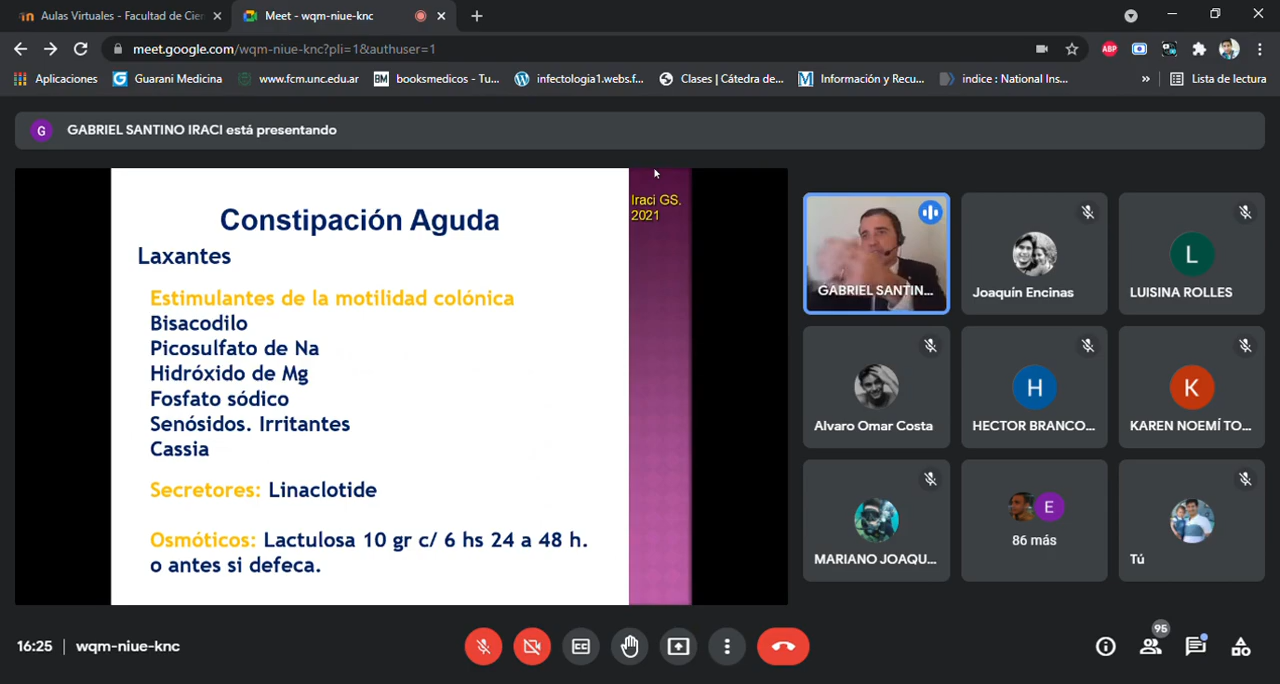 Aulas Virtuales - Facultad de Cien
Meet - wqm-niue-knc
meet.google.com/wqm-niue-knc?pli=1&authuser=1
ABP
Aplicaciones
Guarani Medicina
www.fcm.unc.edu.ar
BM
booksmedicos - Tu...
infectologia1.webs.f...
Clases | Cátedra de...
Información y Recu...
indice : National Ins...
»
Lista de lectura
G
GABRIEL SANTINO IRACI está presentando
Iraci GS.
2021
Constipación Aguda
Laxantes
Estimulantes de la motilidad colónica
Bisacodilo
Picosulfato de Na
Hidróxido de Mg
Fosfato sódico
Senósidos. Irritantes
Cassia
Secretores: Linaclotide
Osmóticos: Lactulosa 10 gr c/ 6 hs 24 a 48 h.
o antes si defeca.
GABRIEL SANTIN...
Joaquín Encinas
L
LUISINA ROLLES
Alvaro Omar Costa
H
HECTOR BRANCO...
K
KAREN NOEMÍ TO...
MARIANO JOAQU...
E
86 más
Tú
16:25 | wqm-niue-knc
CC
95